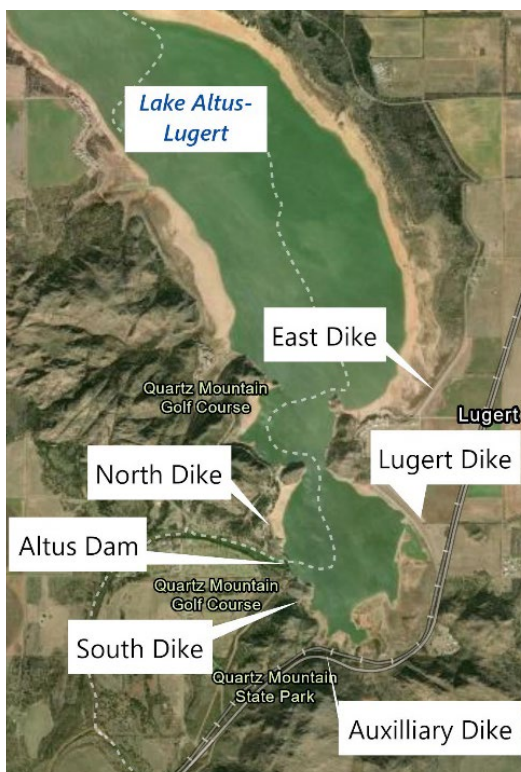 Lake Altus-
Lugert
East Dike
Quartz Mountain
Golf Course
Lugert
Lugert Dike
North Dike
Altus Dam
Quartz Mountain
Golf Course
South Dike
Quartz Mountain
State Park
Auxilliary Dike